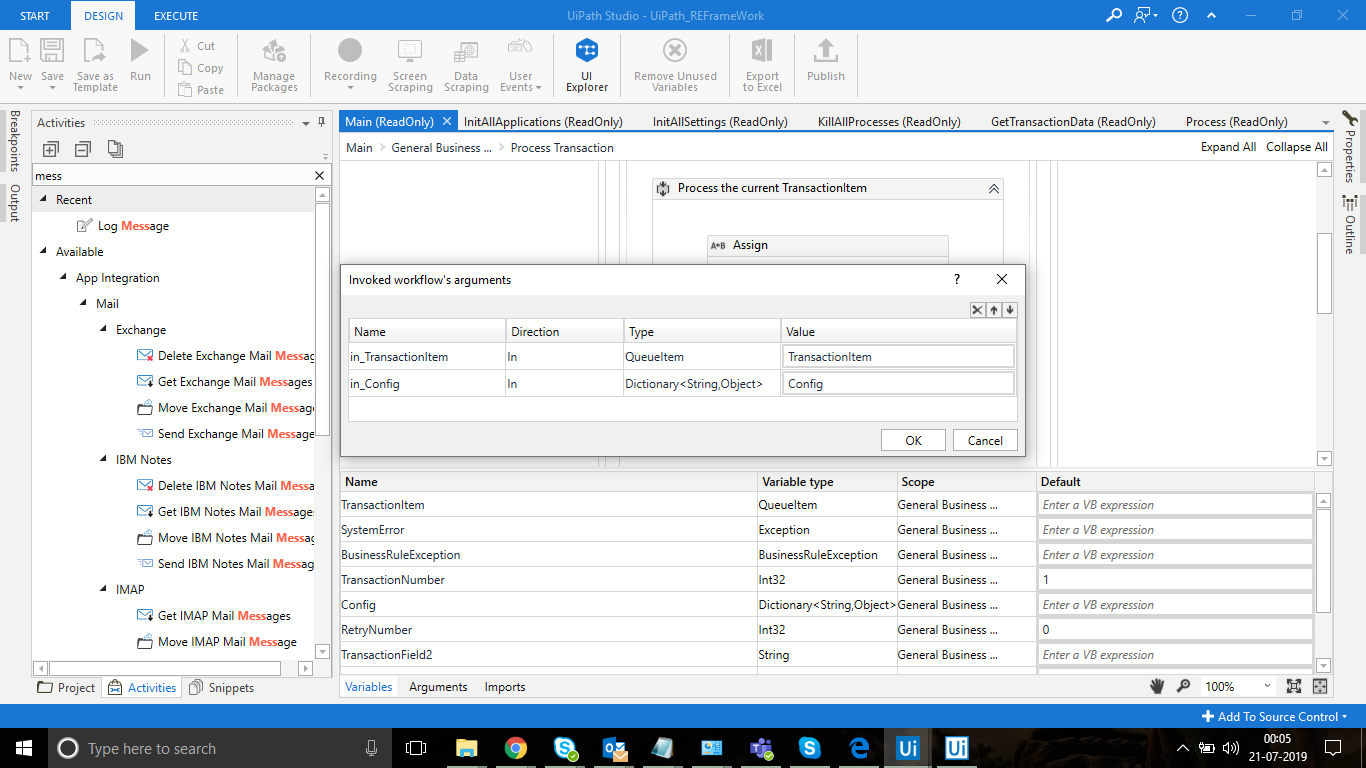 START DESIGN EXECUTE UiPath Studio - UiPath_REFrameWork
New Save Save as Template Run
Cut
Copy
Paste
Manage Packages
Recording
Screen Scraping
Data Scraping
User Events
UI Explorer
Remove Unused Variables
Export to Excel
Publish
Breakpoints
Output
Activities
mess
Recent
Log Message
Available
App Integration
Mail
Exchange
Delete Exchange Mail Messag
Get Exchange Mail Messages
Move Exchange Mail Message
Send Exchange Mail Message
IBM Notes
Delete IBM Notes Mail Messa
Get IBM Notes Mail Messages
Move IBM Notes Mail Messag
Send IBM Notes Mail Messag
IMAP
Get IMAP Mail Messages
Move IMAP Mail Message
Project Activities Snippets
Main (ReadOnly) InitAllApplications (ReadOnly) InitAllSettings (ReadOnly) KillAllProcesses (ReadOnly) GetTransactionData (ReadOnly) Process (ReadOnly)
Main General Business ... Process Transaction Expand All Collapse All
Process the current TransactionItem
A+B Assign
Invoked workflow's arguments ?
Name Direction Type Value
in_TransactionItem In QueueItem TransactionItem
in_Config In Dictionary<String,Object> Config
OK Cancel
Name Variable type Scope Default
TransactionItem QueueItem General Business ... Enter a VB expression
SystemError Exception General Business ... Enter a VB expression
BusinessRuleException BusinessRuleException General Business ... Enter a VB expression
TransactionNumber Int32 General Business ... 1
Config Dictionary<String,Object> General Business ... Enter a VB expression
RetryNumber Int32 General Business ... 0
TransactionField2 String General Business ... Enter a VB expression
Variables Arguments Imports 100%
Properties
Outline
Add To Source Control
Type here to search
Ui
Ui
00:05
21-07-2019